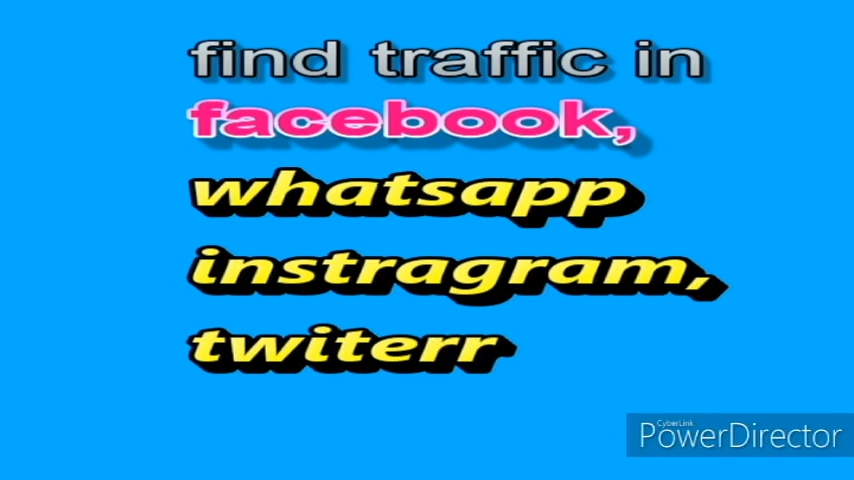 find traffic in
facebook,
whatsapp
instragram,
twiterr
CyberLink
PowerDirector